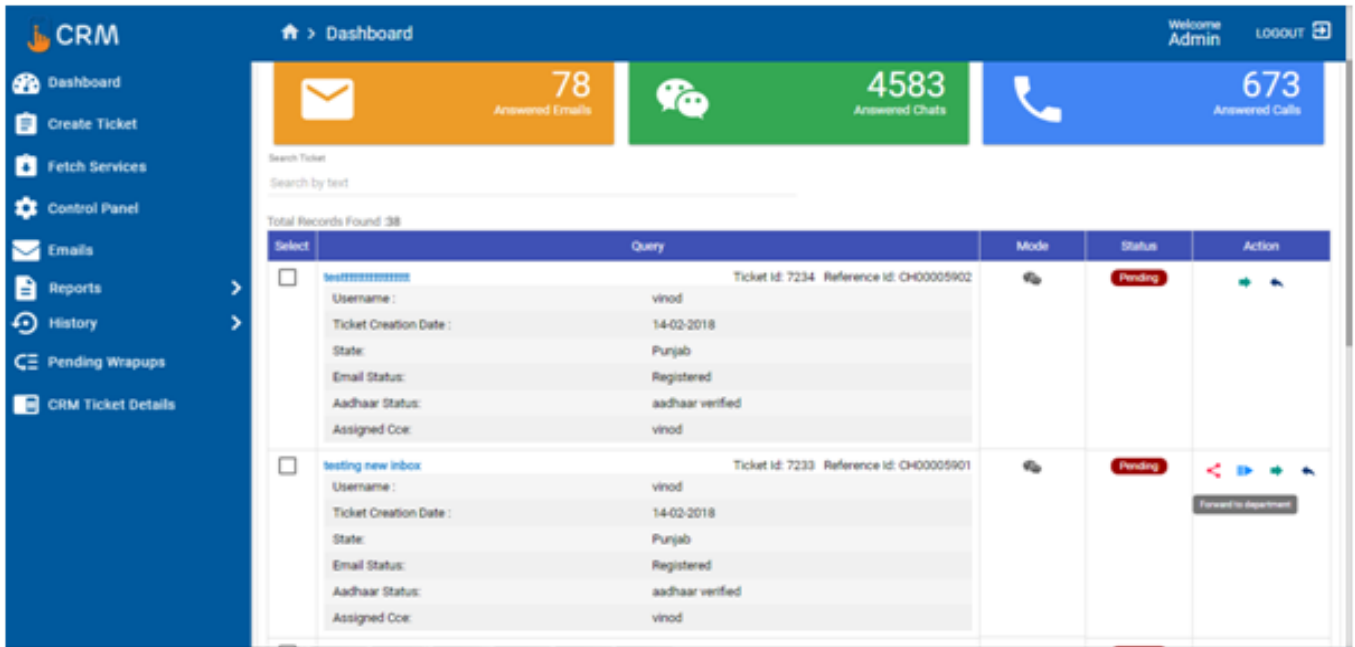 CRM
> Dashboard
Welcome
Admin
LOGOUT
Dashboard
Create Ticket
Fetch Services
Control Panel
Emails
Reports
History
Pending Wrapups
CRM Ticket Details
78
Answered Emails
4583
Answered Chats
673
Answered Calls
Search Ticket
Search by text
Total Records Found :38
Select Query Mode Status Action
Ticket Id: 7234 Reference Id: CH00005902 Pending
Username : vinod
Ticket Creation Date : 14-02-2018
State: Punjab
Email Status: Registered
Aadhaar Status: aadhaar verified
Assigned Cce: vinod
testing new inbox Ticket Id: 7233 Reference Id: CH00005901 Pending
Forward to department
Username : vinod
Ticket Creation Date : 14-02-2018
State: Punjab
Email Status: Registered
Aadhaar Status: aadhaar verified
Assigned Cce: vinod